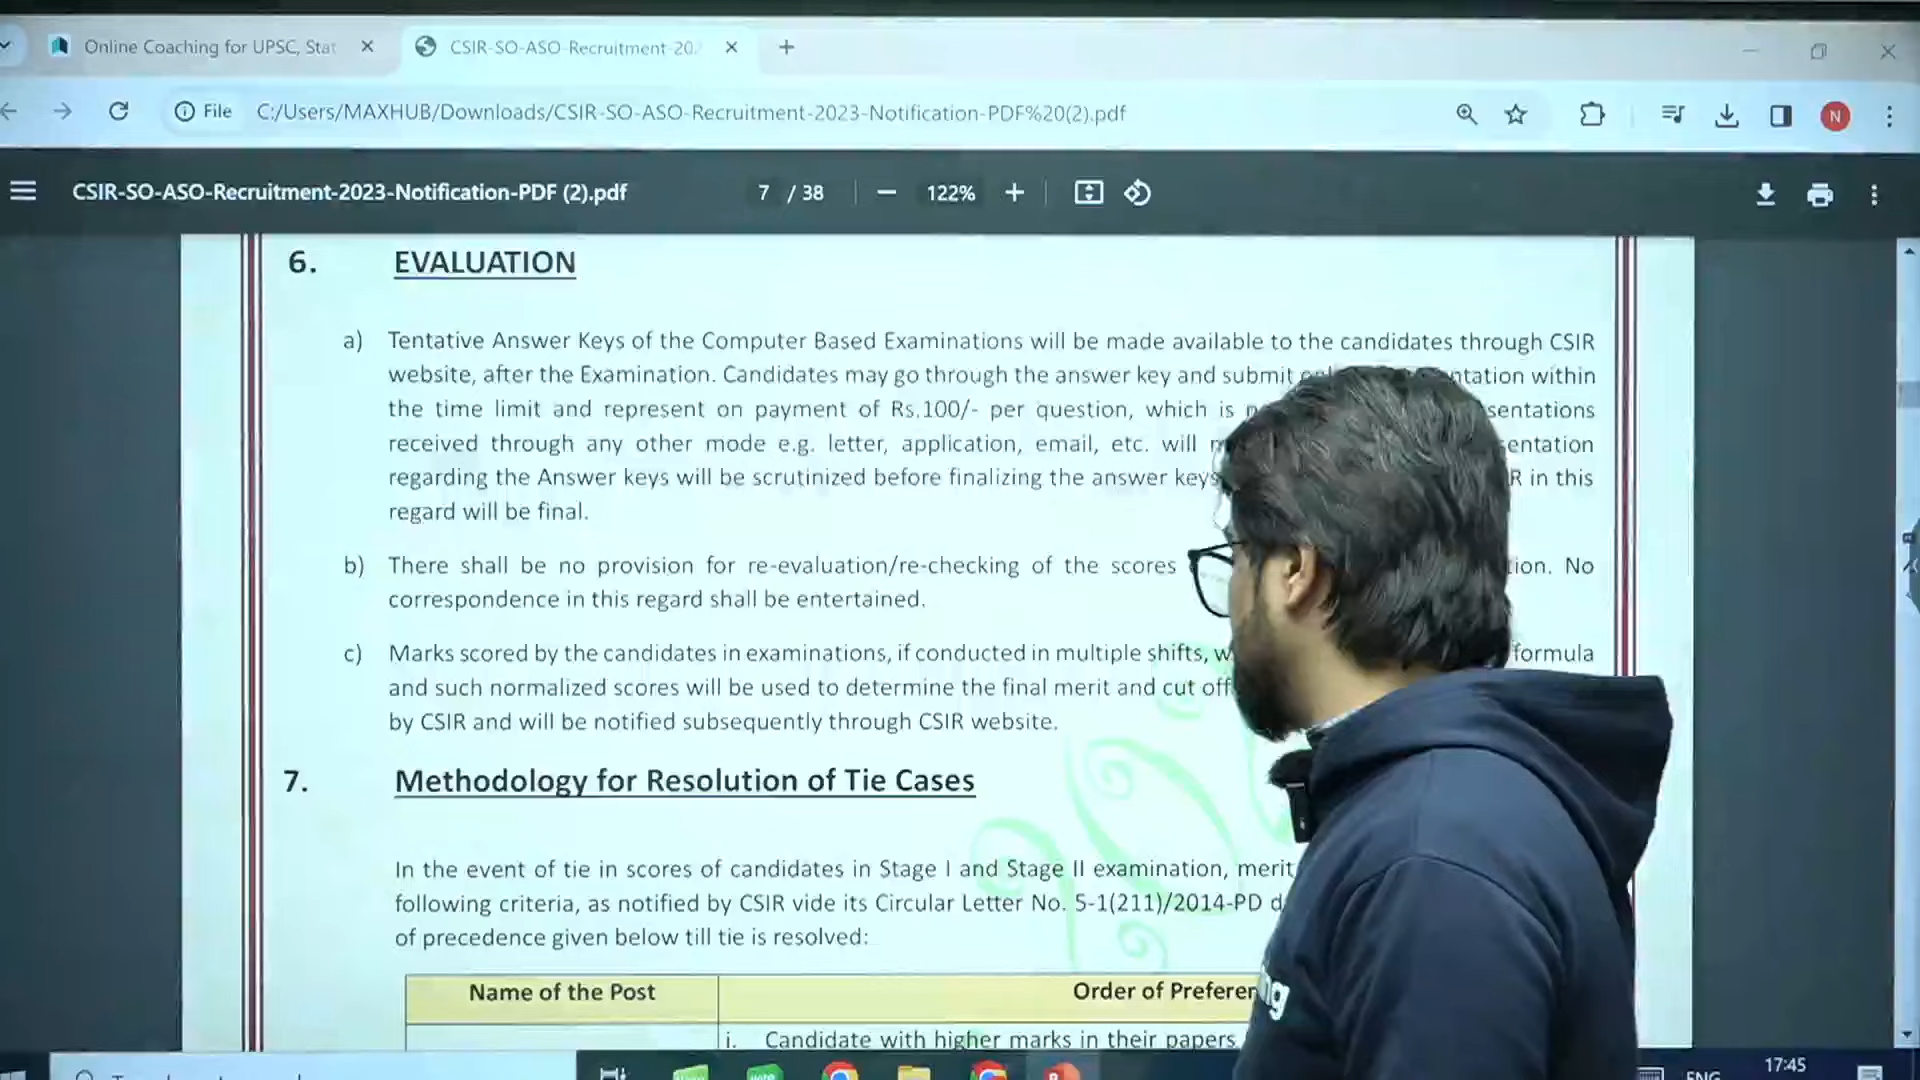 Online Coaching for UPSC, Stat
CSIR-SO-ASO-Recruitment-20
File C:/Users/MAXHUB/Downloads/CSIR-SO-ASO-Recruitment-2023-Notification-PDF%20(2).pdf
N
CSIR-SO-ASO-Recruitment-2023-Notification-PDF (2).pdf 7 / 38 122%
6. EVALUATION
a) Tentative Answer Keys of the Computer Based Examinations will be made available to the candidates through CSIR
website, after the Examination. Candidates may go through the answer key and submit ntation within
the time limit and represent on payment of Rs.100/- per question, which is sentations
received through any other mode e.g. letter, application, email, etc. will entation
regarding the Answer keys will be scrutinized before finalizing the answer keys R in this
regard will be final.
b) There shall be no provision for re-evaluation/re-checking of the scores tion. No
correspondence in this regard shall be entertained.
c) Marks scored by the candidates in examinations, if conducted in multiple shifts, w formula
and such normalized scores will be used to determine the final merit and cut off
by CSIR and will be notified subsequently through CSIR website.
7. Methodology for Resolution of Tie Cases
In the event of tie in scores of candidates in Stage I and Stage II examination, merit
following criteria, as notified by CSIR vide its Circular Letter No. 5-1(211)/2014-PD d
of precedence given below till tie is resolved:
Name of the Post Order of Preferen
i. Candidate with higher marks in their papers
ng
ENG 17:45